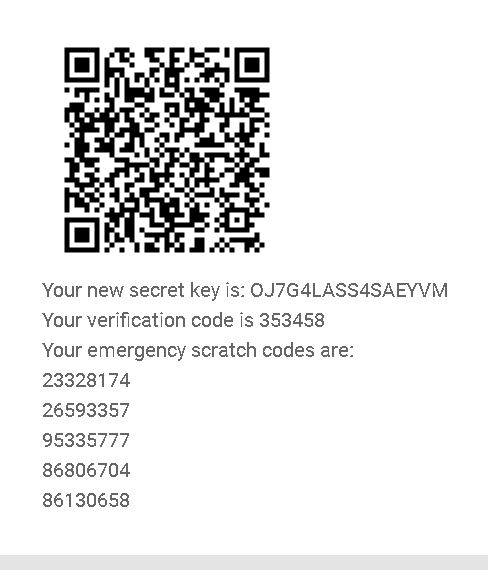 Your new secret key is: OJ7G4LASS4SAEYVM
Your verification code is 353458
Your emergency scratch codes are:
23328174
26593357
95335777
86806704
86130658